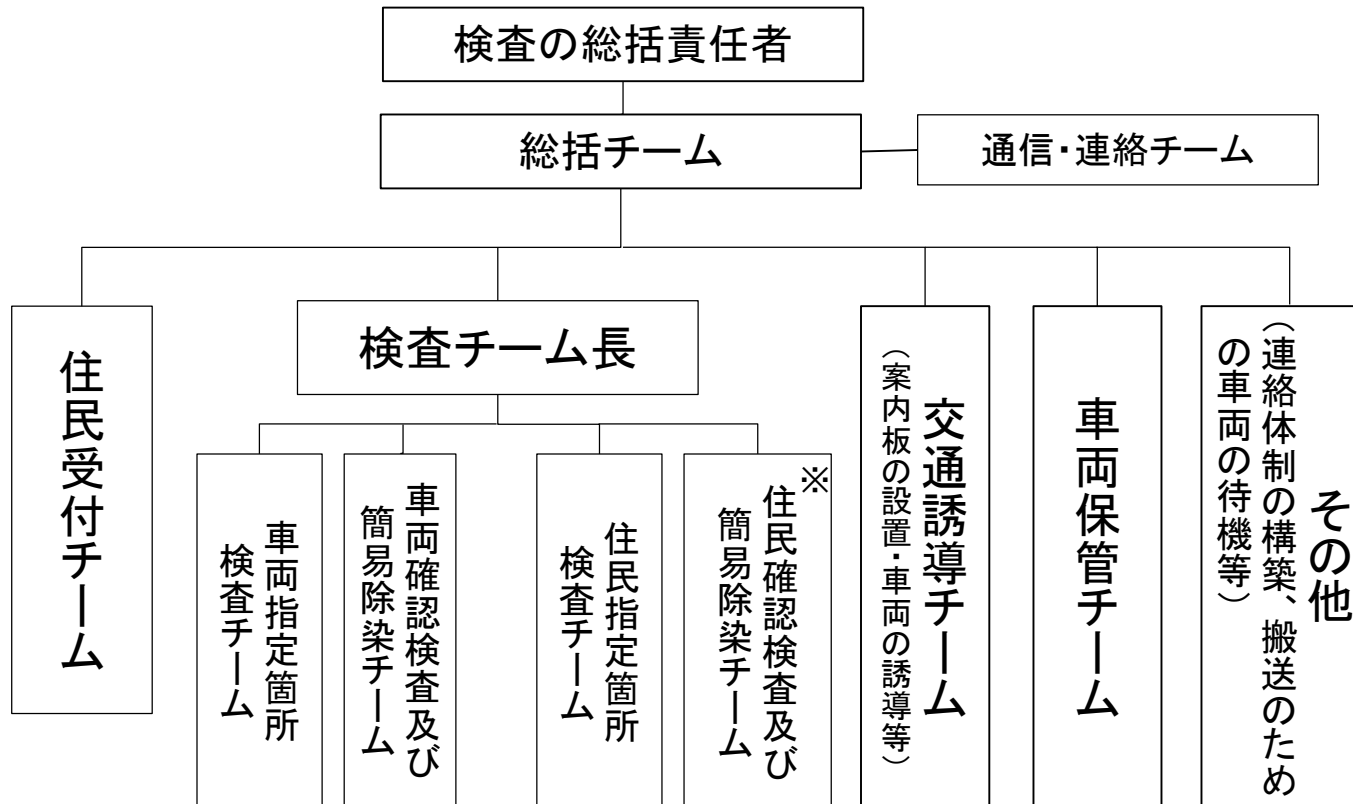 検査の総括責任者
総括チーム
通信・連絡チーム
住民受付チーム
検査チーム長
車両指定箇所
検査チーム
車両確認検査及び
簡易除染チーム
住民指定箇所
検査チーム
※
住民確認検査及び
簡易除染チーム
交通誘導チーム
（案内板の設置・車両の誘導等）
車両保管チーム
その他
（連絡体制の構築、搬送のため
の車両の待機等）